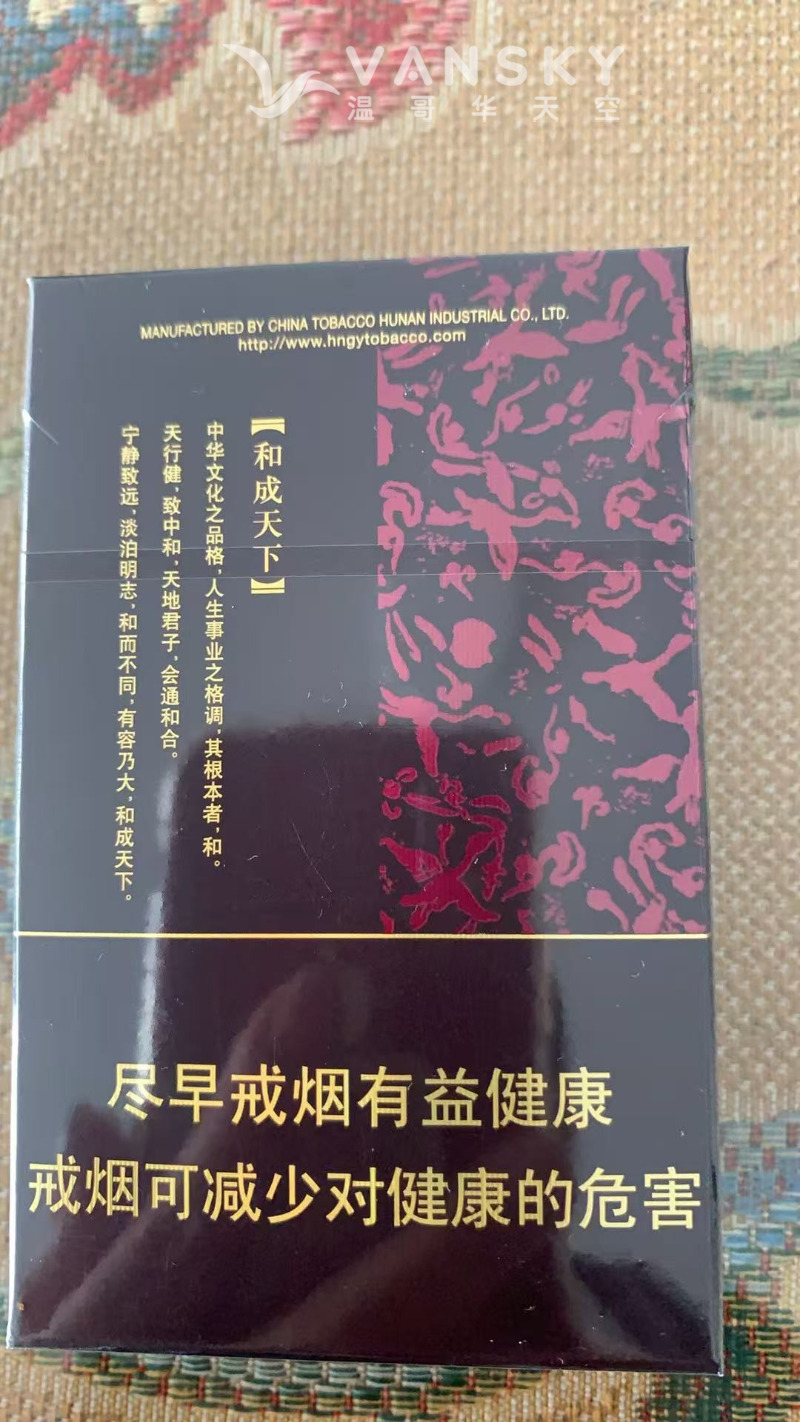 VANSKY
温哥华天空
MANUFACTURED BY CHINA TOBACCO HUNAN INDUSTRIAL CO., LTD.
http://www.hngytobacco.com
【和成天下】
中华文化之品格，人生事业之格调，其根本者，和。
天行健，致中和，天地君子，会通和合。
宁静致远，淡泊明志，和而不同，有容乃大，和成天下。
尽早戒烟有益健康
戒烟可减少对健康的危害